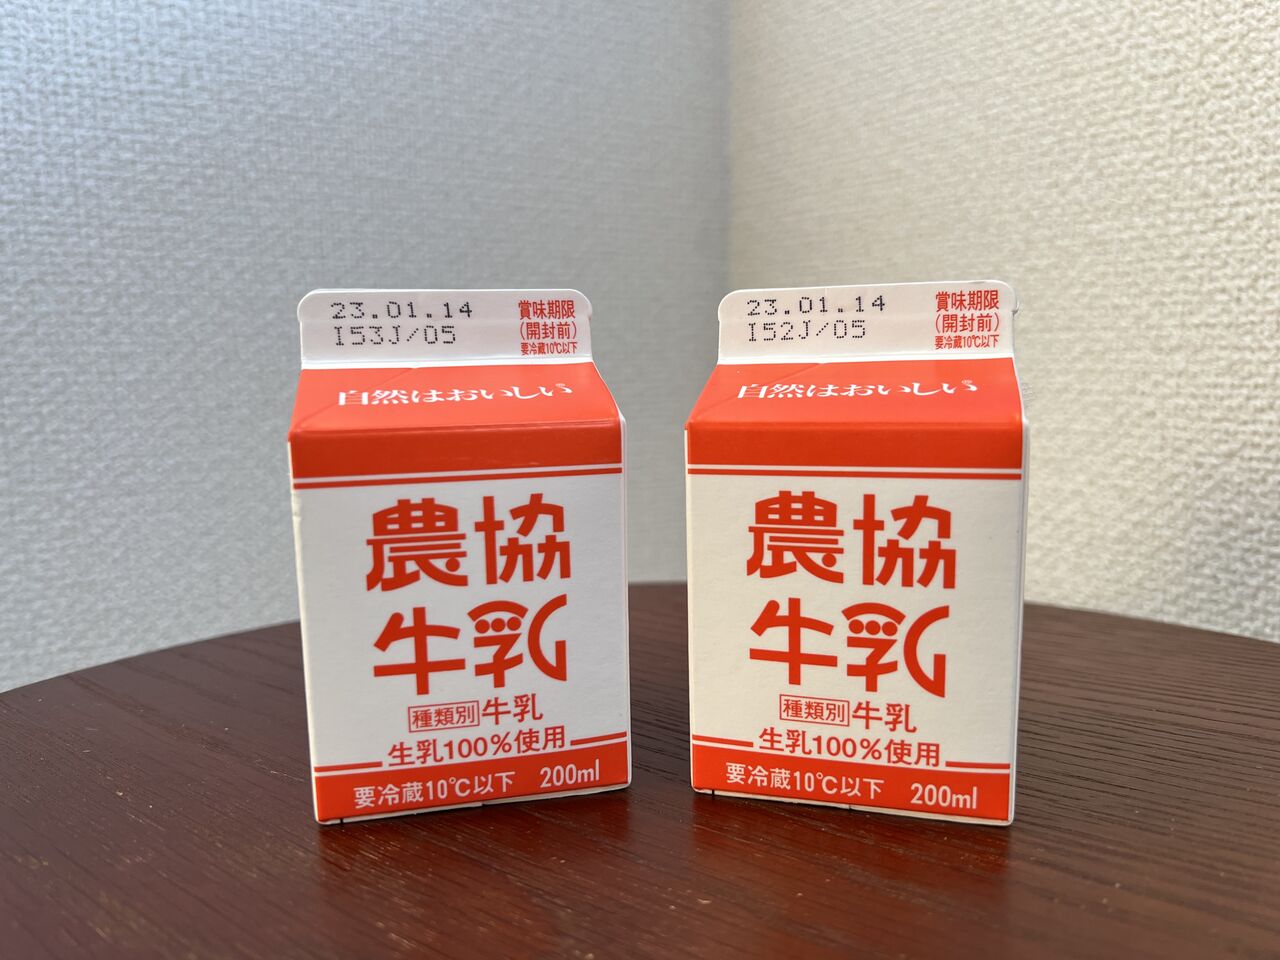 23.01.14
I53J/05
賞味期限
(開封前)
要冷蔵10℃以下
自然はおいしい
農協
牛乳
種類別 牛乳
生乳100%使用
要冷蔵10℃以下 200ml
23.01.14
I52J/05
賞味期限
(開封前)
要冷蔵10℃以下
自然はおいしい
農協
牛乳
種類別 牛乳
生乳100%使用
要冷蔵10℃以下 200ml